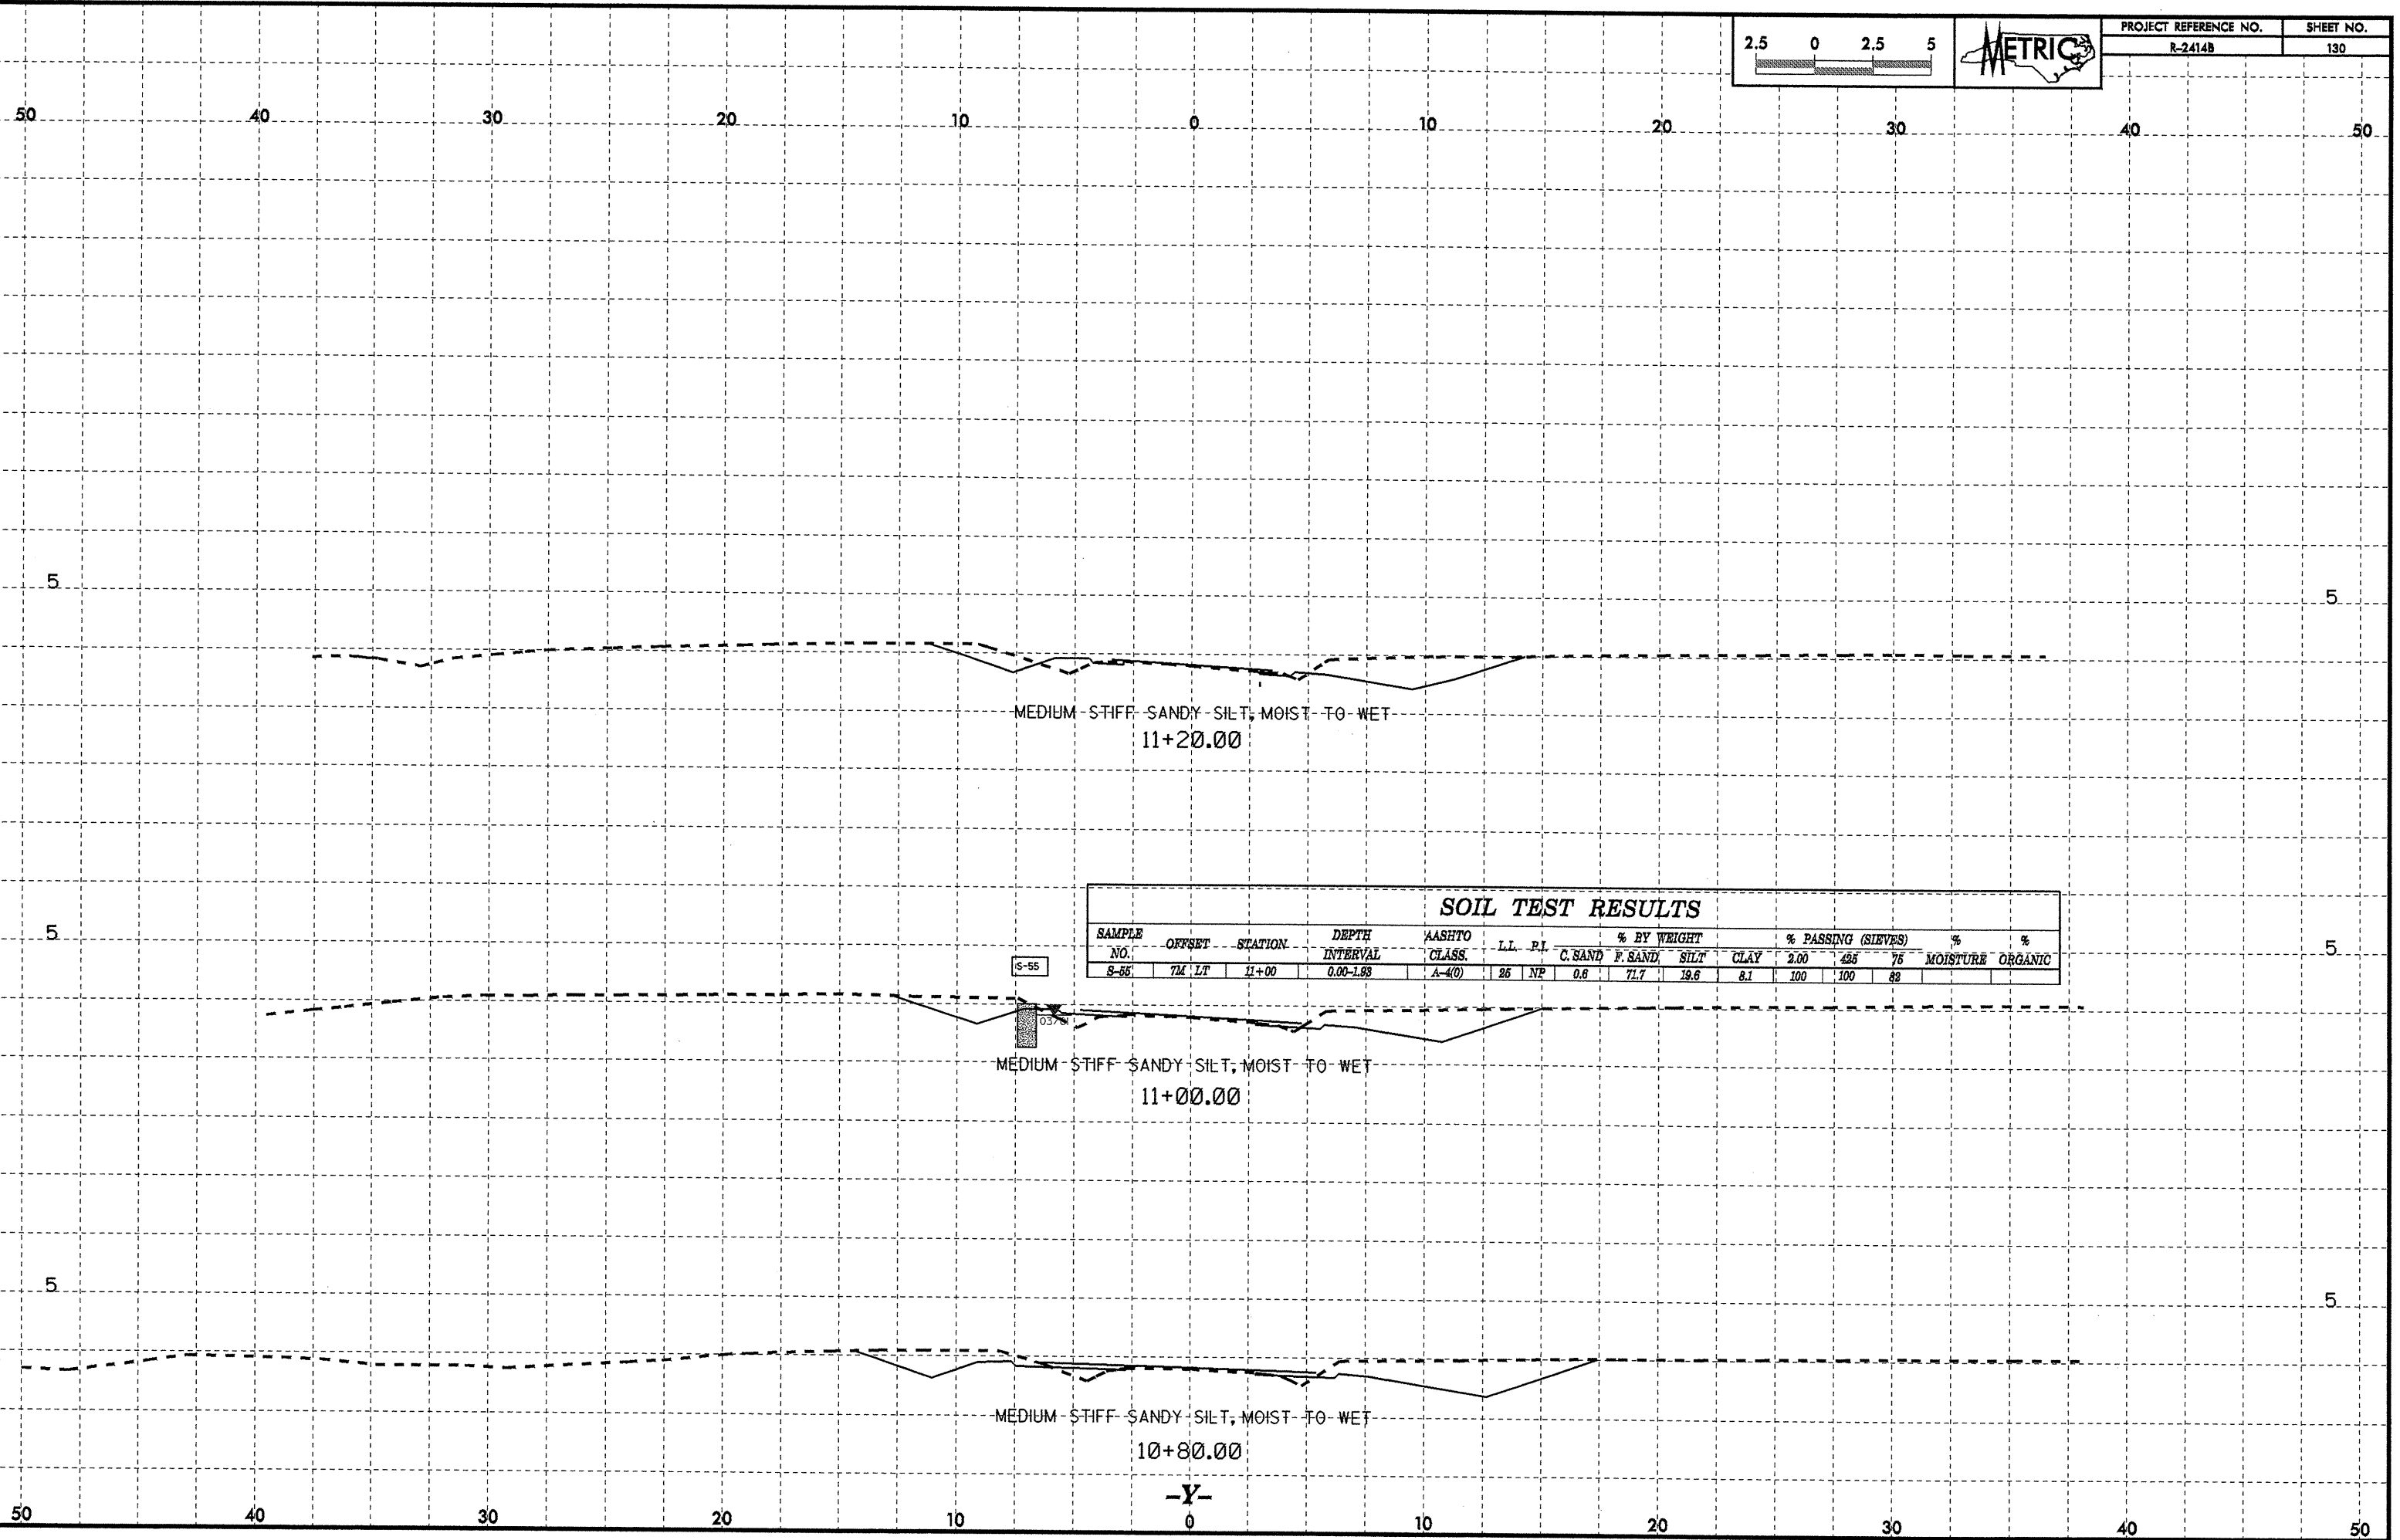 PROJECT REFERENCE NO. SHEET NO.
R-2414B 130
2.5 0 2.5 5
METRIC
50 40 30 20 10 0 10 20 30 40 50
5 5
MEDIUM STIFF SANDY SILT, MOIST TO WET
11+20.00
SOIL TEST RESULTS
SAMPLE NO. OFFSET STATION DEPTH INTERVAL AASHTO CLASS. L.L. P.I. % BY WEIGHT % PASSING (SIEVES) % MOISTURE % ORGANIC
C. SAND F. SAND SILT CLAY 2.00 425 75
S-55 7M LT 11+00 0.00-1.98 A-4(0) 25 NP 0.6 71.7 19.6 8.1 100 100 82
5 5
S-55
MEDIUM STIFF SANDY SILT, MOIST TO WET
11+00.00
5 5
MEDIUM STIFF SANDY SILT, MOIST TO WET
10+80.00
-Y-
50 40 30 20 10 0 10 20 30 40 50